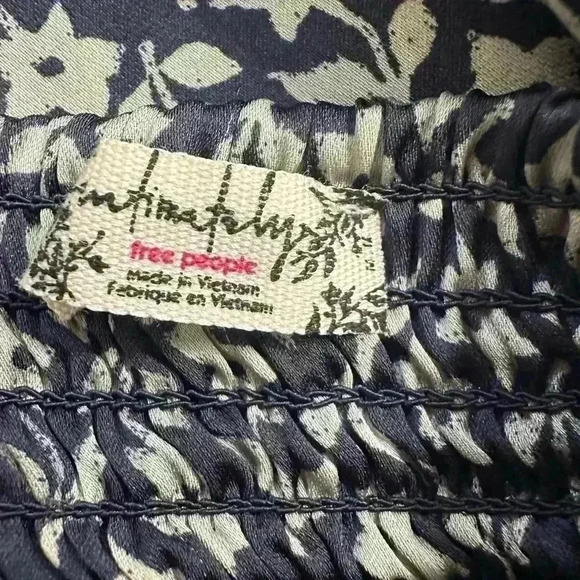 intimately
free people
Made in Vietnam
Fabriqué en Vietnam